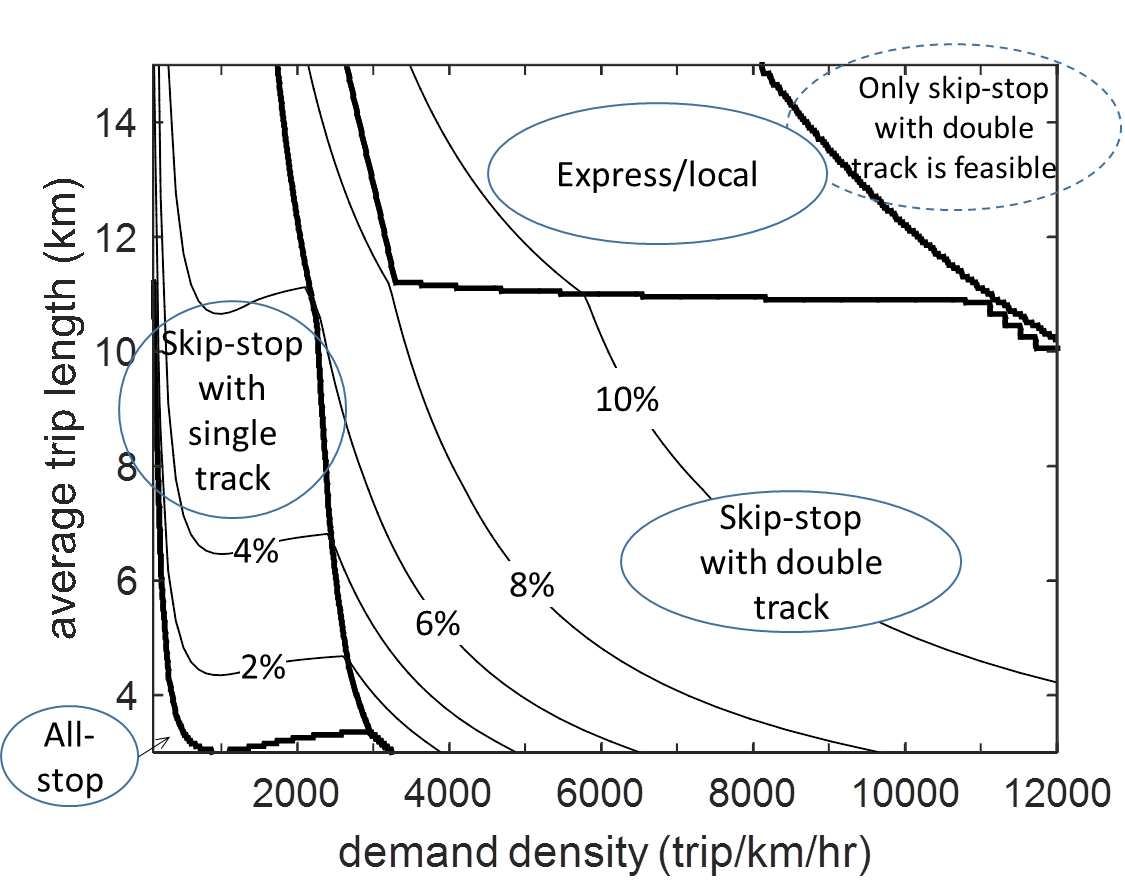 average trip length (km)
14
12
10
8
6
4
Only skip-stop
with double
track is feasible
Express/local
Skip-stop
with
single
track
10%
Skip-stop
with double
track
4%
8%
6%
2%
All-
stop
2000
4000
6000
8000
10000
12000
demand density (trip/km/hr)